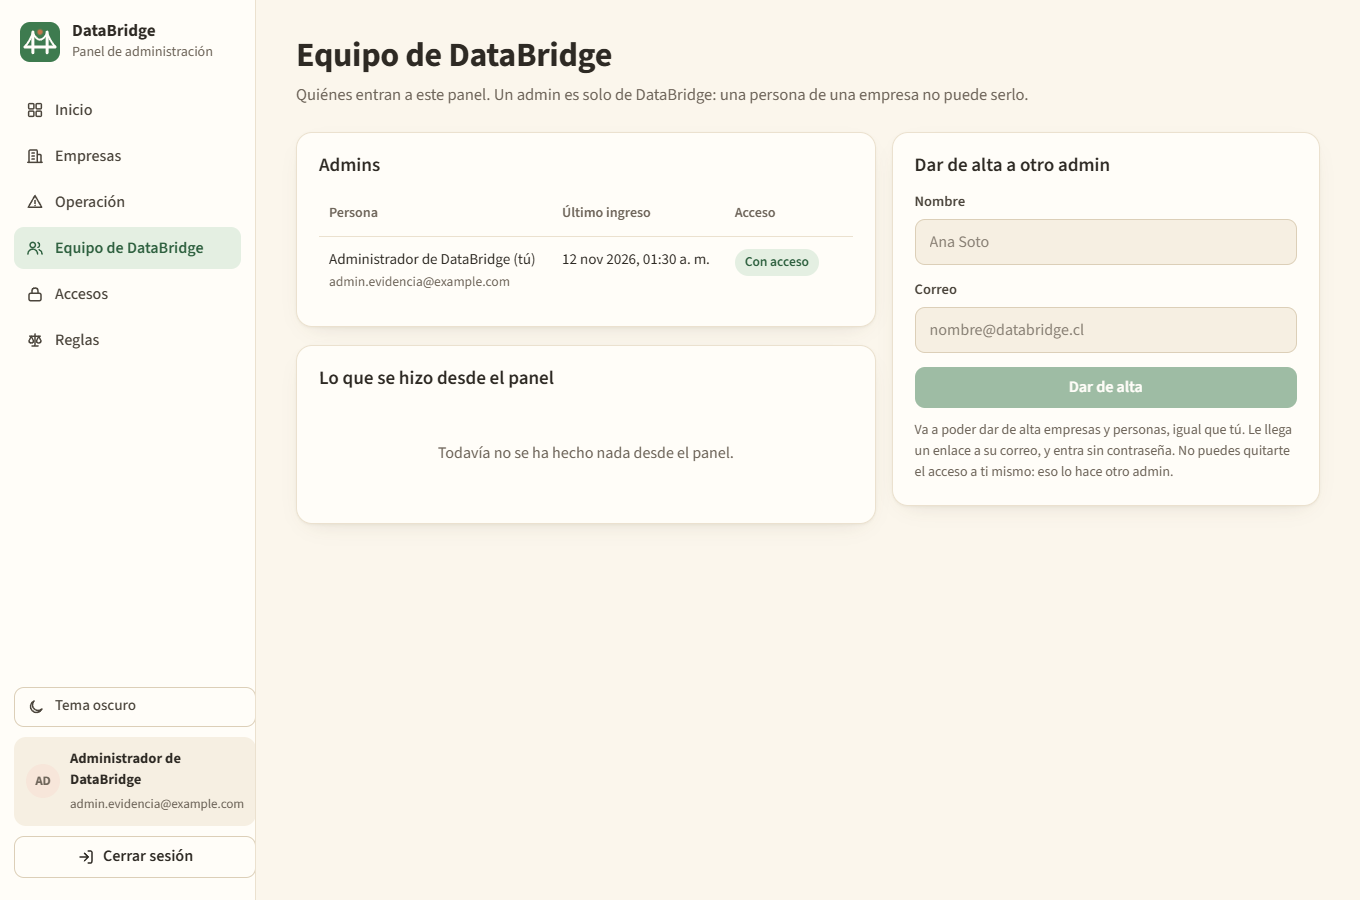 DataBridge
Panel de administración
Inicio
Empresas
Operación
Equipo de DataBridge
Accesos
Reglas
Tema oscuro
AD
Administrador de
DataBridge
admin.evidencia@example.com
Cerrar sesión
Equipo de DataBridge
Quiénes entran a este panel. Un admin es solo de DataBridge: una persona de una empresa no puede serlo.
Admins
Persona Último ingreso Acceso
Administrador de DataBridge (tú) 12 nov 2026, 01:30 a. m. Con acceso
admin.evidencia@example.com
Lo que se hizo desde el panel
Todavía no se ha hecho nada desde el panel.
Dar de alta a otro admin
Nombre
Ana Soto
Correo
nombre@databridge.cl
Dar de alta
Va a poder dar de alta empresas y personas, igual que tú. Le llega
un enlace a su correo, y entra sin contraseña. No puedes quitarte
el acceso a ti mismo: eso lo hace otro admin.